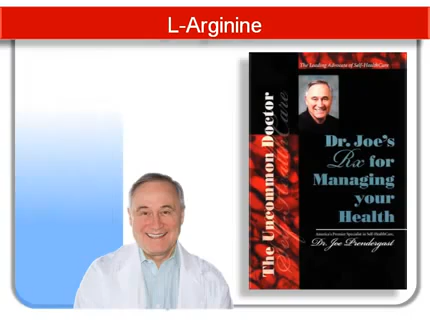 L-Arginine
The Leading Advocate of Self-HealthCare
The Uncommon Doctor
Dr. Joe's
Rx for
Managing
your
Health
America's Premier Specialist in Self-HealthCare,
Dr. Joe Prendergast